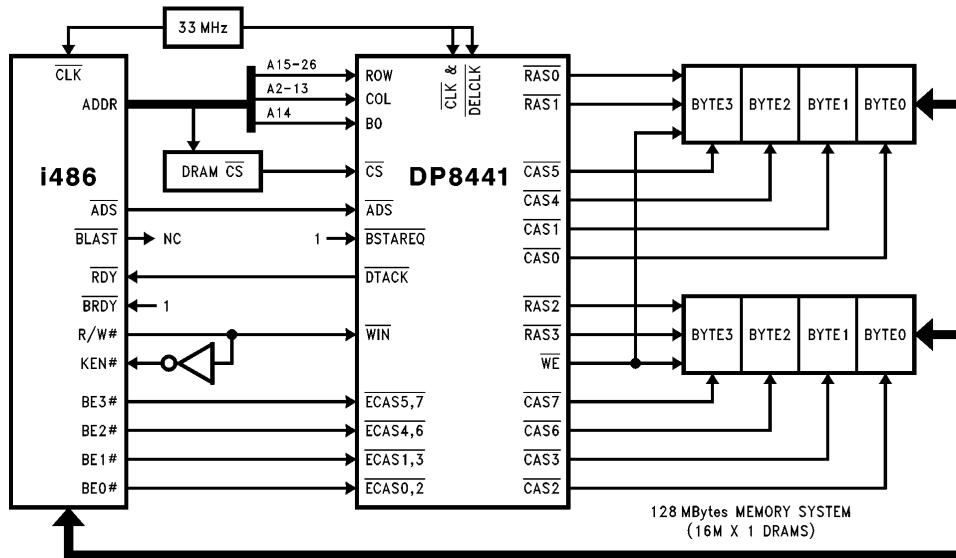 33 MHz
CLK
ADDR
i486
ADS
BLAST
RDY
BRDY
R/W#
KEN#
BE3#
BE2#
BE1#
BE0#
A15-26
A2-13
A14
DRAM CS
NC
1
1
ROW
COL
B0
CLK &
DELCLK
DP8441
CS
ADS
BSTAREQ
DTACK
WIN
ECAS5,7
ECAS4,6
ECAS1,3
ECAS0,2
RAS0
RAS1
CAS5
CAS4
CAS1
CAS0
RAS2
RAS3
WE
CAS7
CAS6
CAS3
CAS2
BYTE3 BYTE2 BYTE1 BYTE0
BYTE3 BYTE2 BYTE1 BYTE0
128 MBytes MEMORY SYSTEM
(16M X 1 DRAMS)